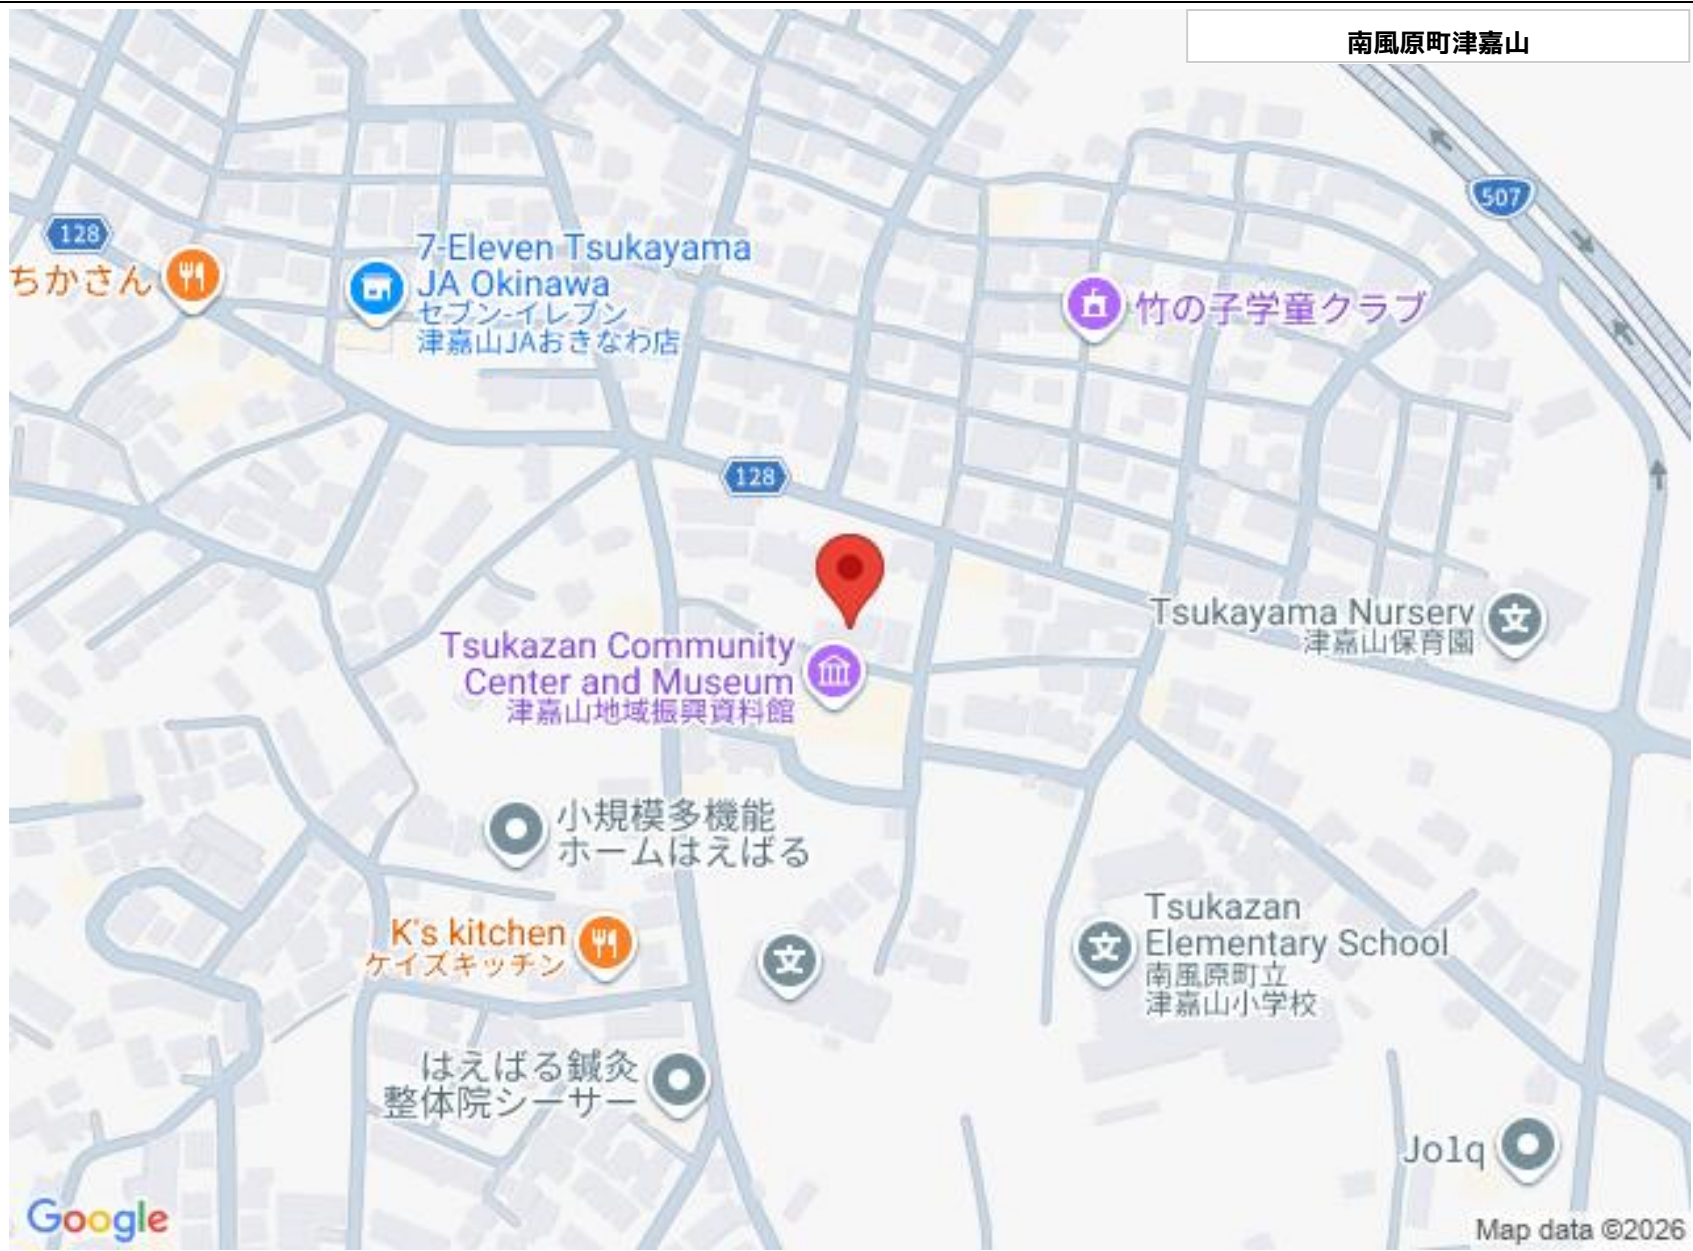 南風原町津嘉山
507
128
ちかさん
7-Eleven Tsukayama
JA Okinawa
セブン-イレブン
津嘉山JAおきなわ店
竹の子学童クラブ
128
Tsukayama Nurserv
津嘉山保育園
Tsukazan Community
Center and Museum
津嘉山地域振興資料館
小規模多機能
ホームはえばる
K's kitchen
ケイズキッチン
文
文
文
Tsukazan
Elementary School
南風原町立
津嘉山小学校
はえばる鍼灸
整体院シーサー
Jo1q
Google
Map data ©2026